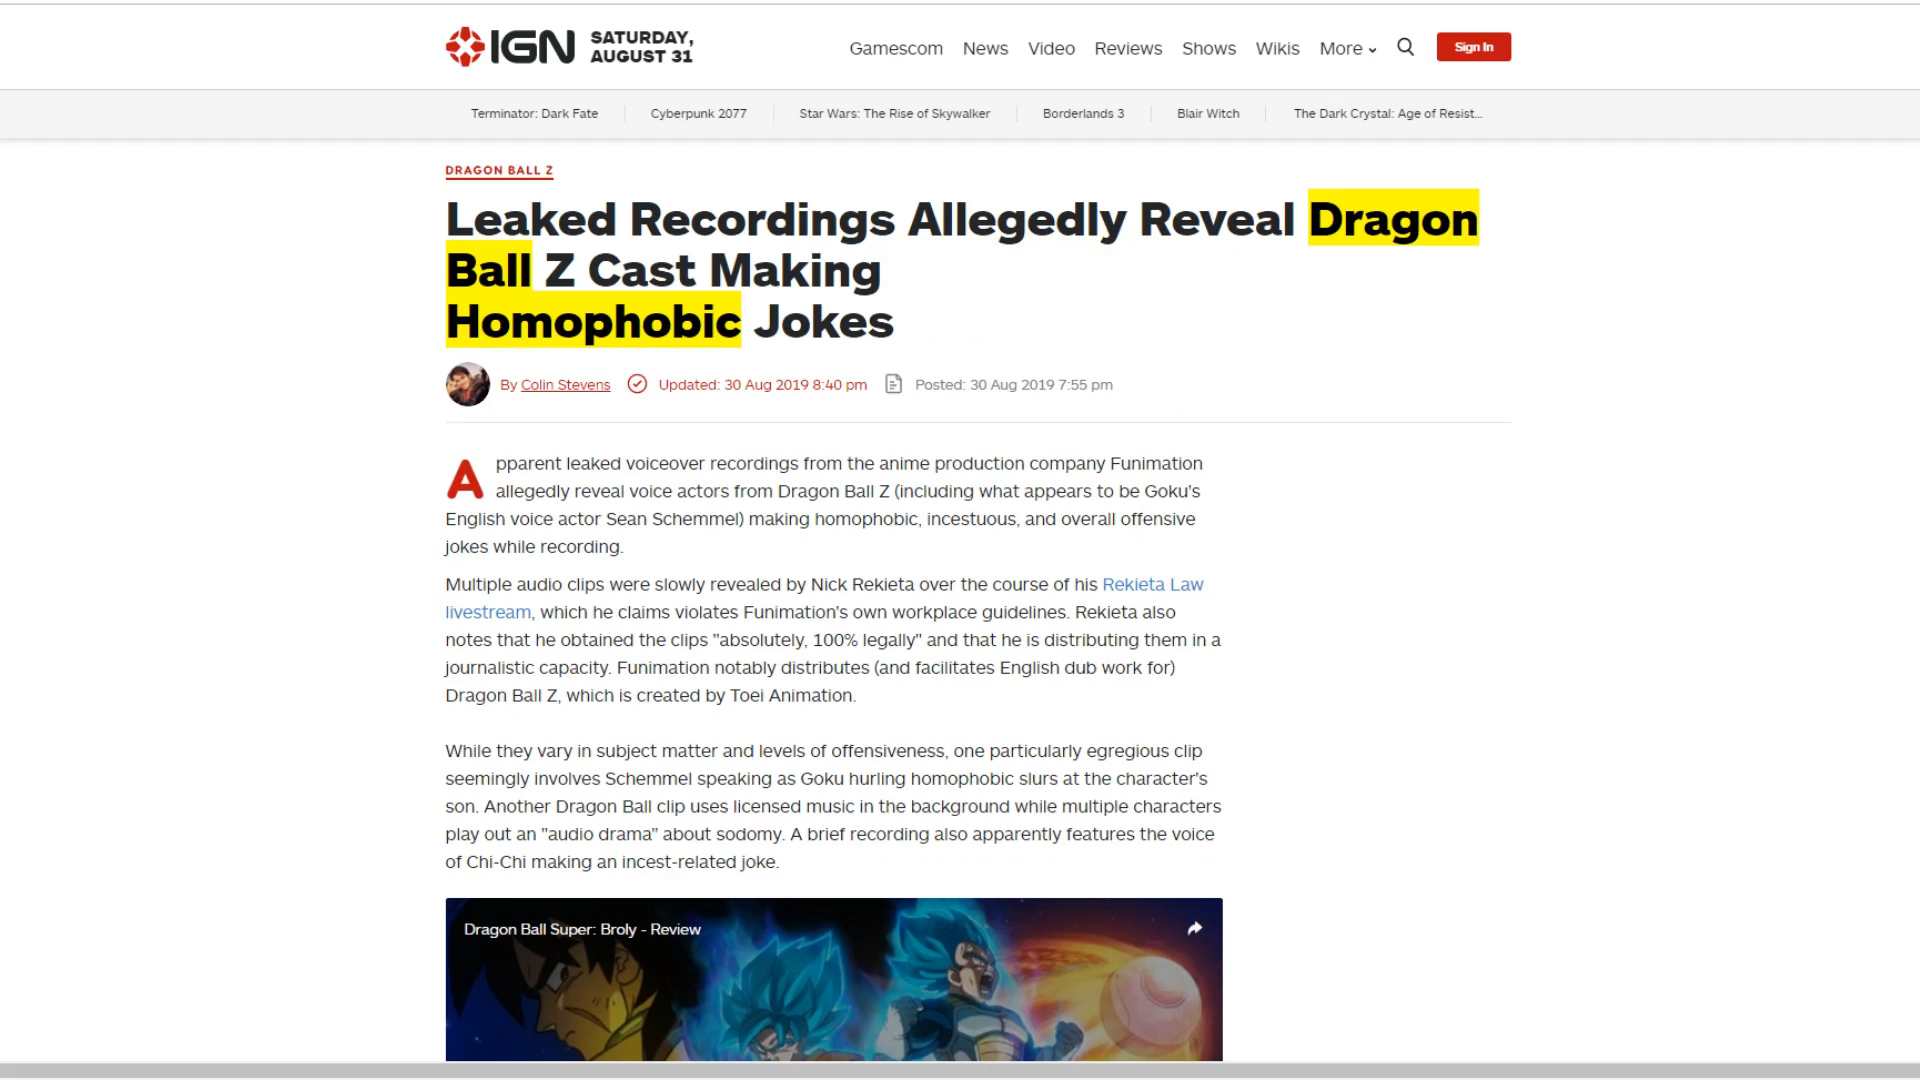 IGN
SATURDAY,
AUGUST 31
Gamescom News Video Reviews Shows Wikis More Sign In
Terminator: Dark Fate Cyberpunk 2077 Star Wars: The Rise of Skywalker Borderlands 3 Blair Witch The Dark Crystal: Age of Resist...
DRAGON BALL Z
Leaked Recordings Allegedly Reveal Dragon
Ball Z Cast Making
Homophobic Jokes
By Colin Stevens Updated: 30 Aug 2019 8:40 pm Posted: 30 Aug 2019 7:55 pm
Apparent leaked voiceover recordings from the anime production company Funimation
allegedly reveal voice actors from Dragon Ball Z (including what appears to be Goku's
English voice actor Sean Schemmel) making homophobic, incestuous, and overall offensive
jokes while recording.
Multiple audio clips were slowly revealed by Nick Rekieta over the course of his Rekieta Law
livestream, which he claims violates Funimation's own workplace guidelines. Rekieta also
notes that he obtained the clips "absolutely, 100% legally" and that he is distributing them in a
journalistic capacity. Funimation notably distributes (and facilitates English dub work for)
Dragon Ball Z, which is created by Toei Animation.
While they vary in subject matter and levels of offensiveness, one particularly egregious clip
seemingly involves Schemmel speaking as Goku hurling homophobic slurs at the character's
son. Another Dragon Ball clip uses licensed music in the background while multiple characters
play out an "audio drama" about sodomy. A brief recording also apparently features the voice
of Chi-Chi making an incest-related joke.
Dragon Ball Super: Broly - Review